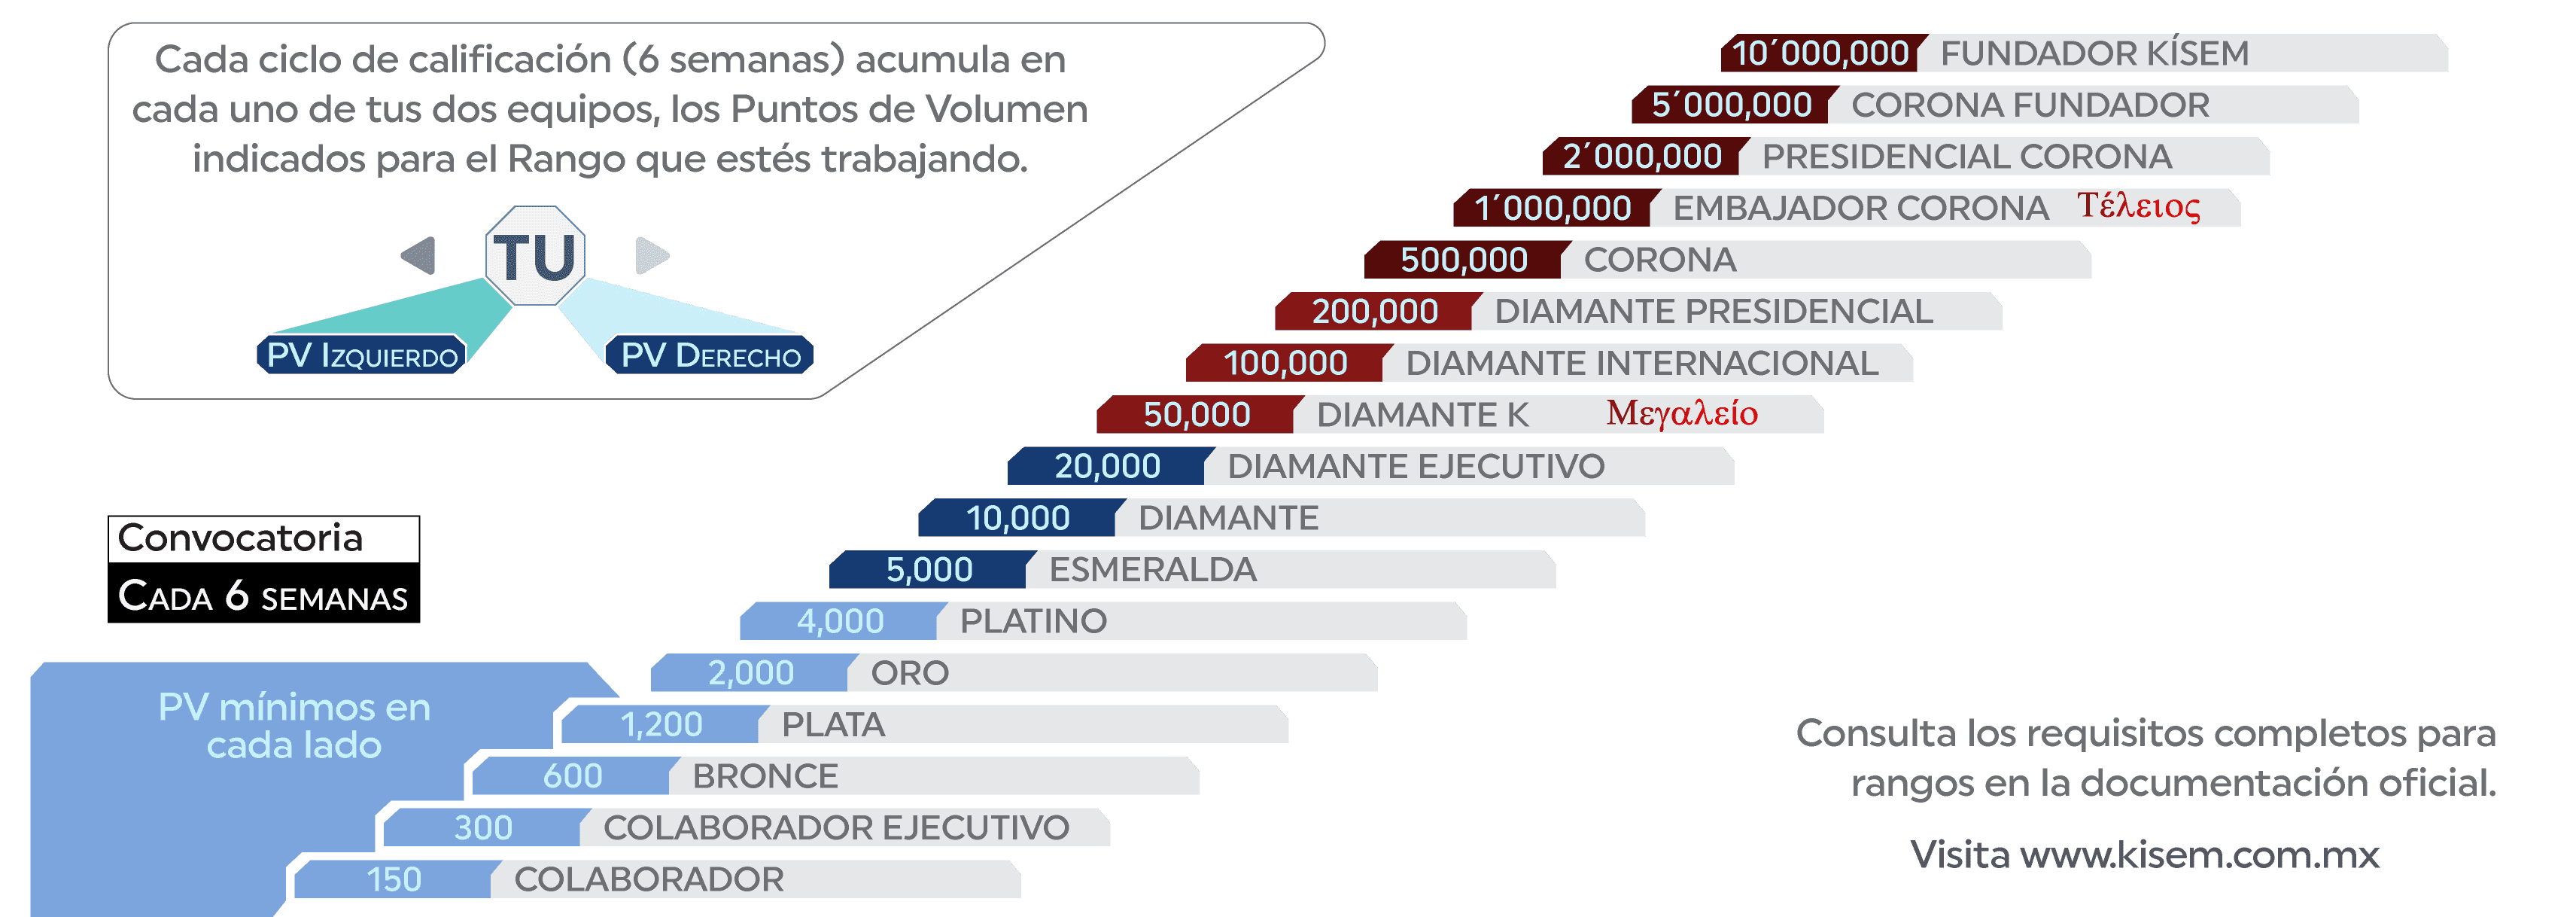 Cada ciclo de calificación (6 semanas) acumula en
cada uno de tus dos equipos, los Puntos de Volumen
indicados para el Rango que estés trabajando.
TU
PV IZQUIERDO
PV DERECHO
10´000,000 FUNDADOR KÍSEM
5´000,000 CORONA FUNDADOR
2´000,000 PRESIDENCIAL CORONA
1´000,000 EMBAJADOR CORONA Τέλειος
500,000 CORONA
200,000 DIAMANTE PRESIDENCIAL
100,000 DIAMANTE INTERNACIONAL
50,000 DIAMANTE K Μεγαλείο
20,000 DIAMANTE EJECUTIVO
10,000 DIAMANTE
5,000 ESMERALDA
4,000 PLATINO
2,000 ORO
1,200 PLATA
600 BRONCE
300 COLABORADOR EJECUTIVO
150 COLABORADOR
Convocatoria
CADA 6 SEMANAS
PV mínimos en
cada lado
Consulta los requisitos completos para
rangos en la documentación oficial.
Visita www.kisem.com.mx